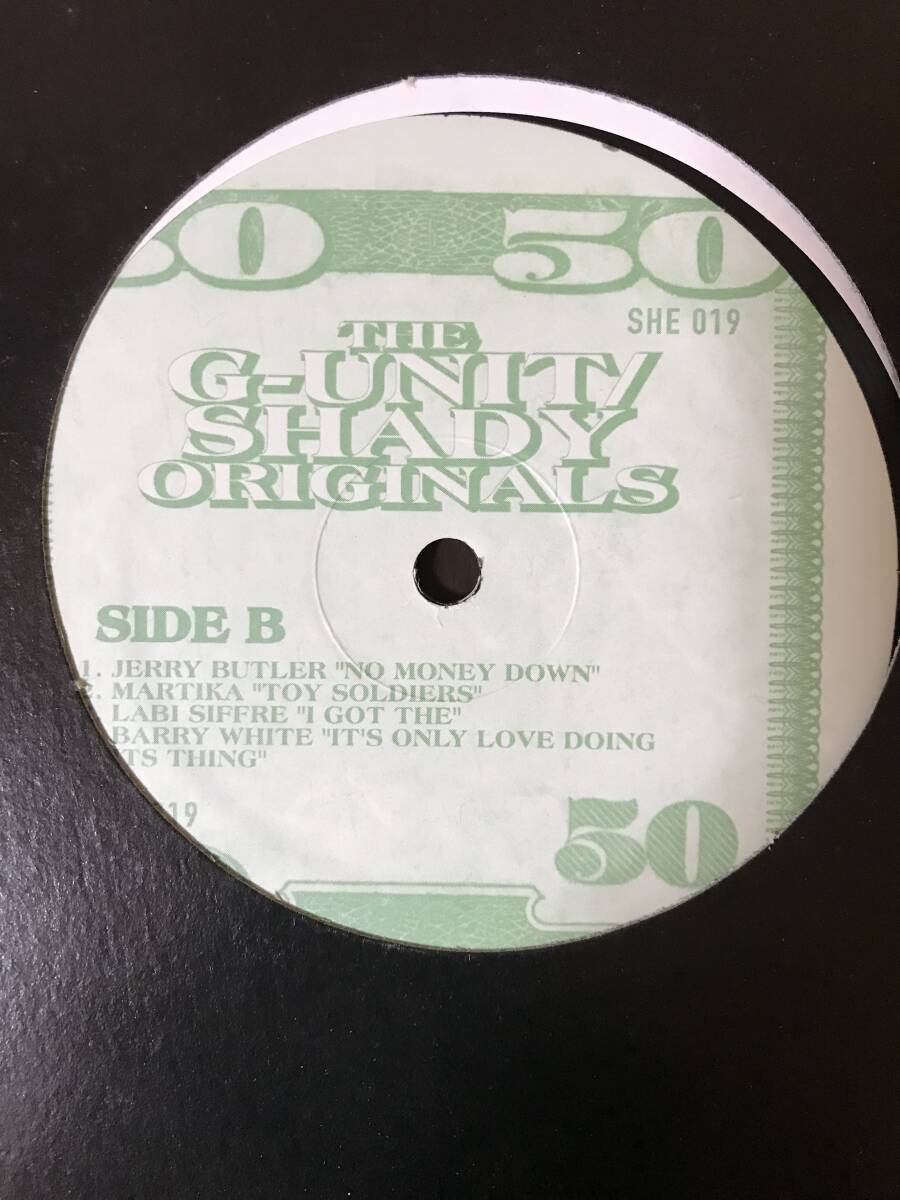 50 50
SHE 019
THE
G-UNIT/
SHADY
ORIGINALS
SIDE B
1. JERRY BUTLER "NO MONEY DOWN"
2. MARTIKA "TOY SOLDIERS"
LABI SIFFRE "I GOT THE"
BARRY WHITE "IT'S ONLY LOVE DOING
TS THING"
19
50